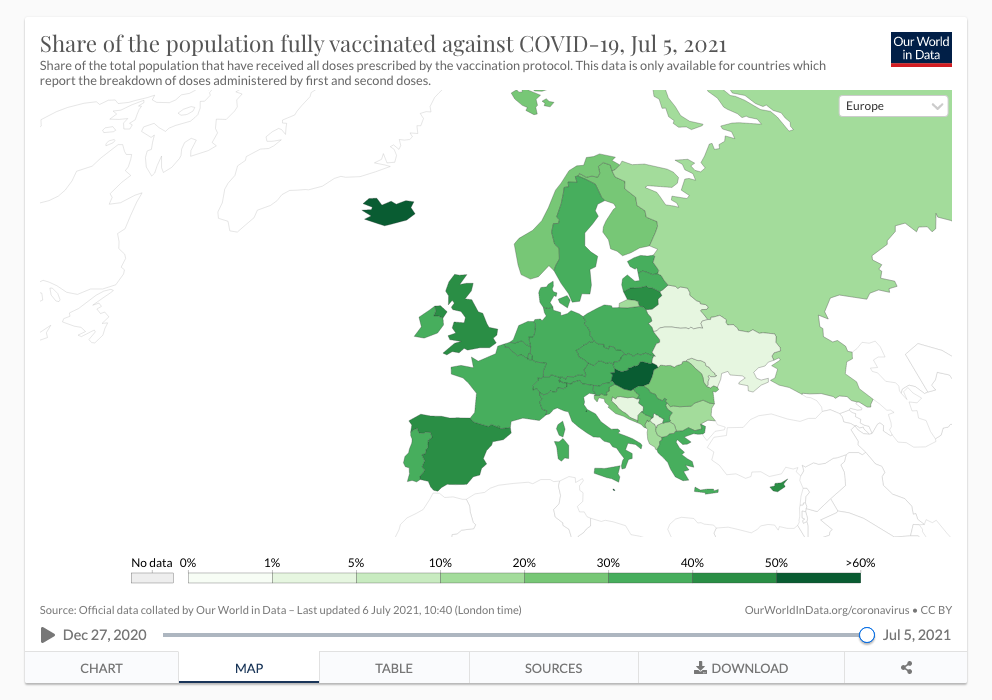 Share of the population fully vaccinated against COVID-19, Jul 5, 2021
Our World
in Data
Share of the total population that have received all doses prescribed by the vaccination protocol. This data is only available for countries which
report the breakdown of doses administered by first and second doses.
Europe
No data 0% 1% 5% 10% 20% 30% 40% 50% >60%
Source: Official data collated by Our World in Data – Last updated 6 July 2021, 10:40 (London time)
OurWorldInData.org/coronavirus • CC BY
Dec 27, 2020
Jul 5, 2021
CHART MAP TABLE SOURCES DOWNLOAD